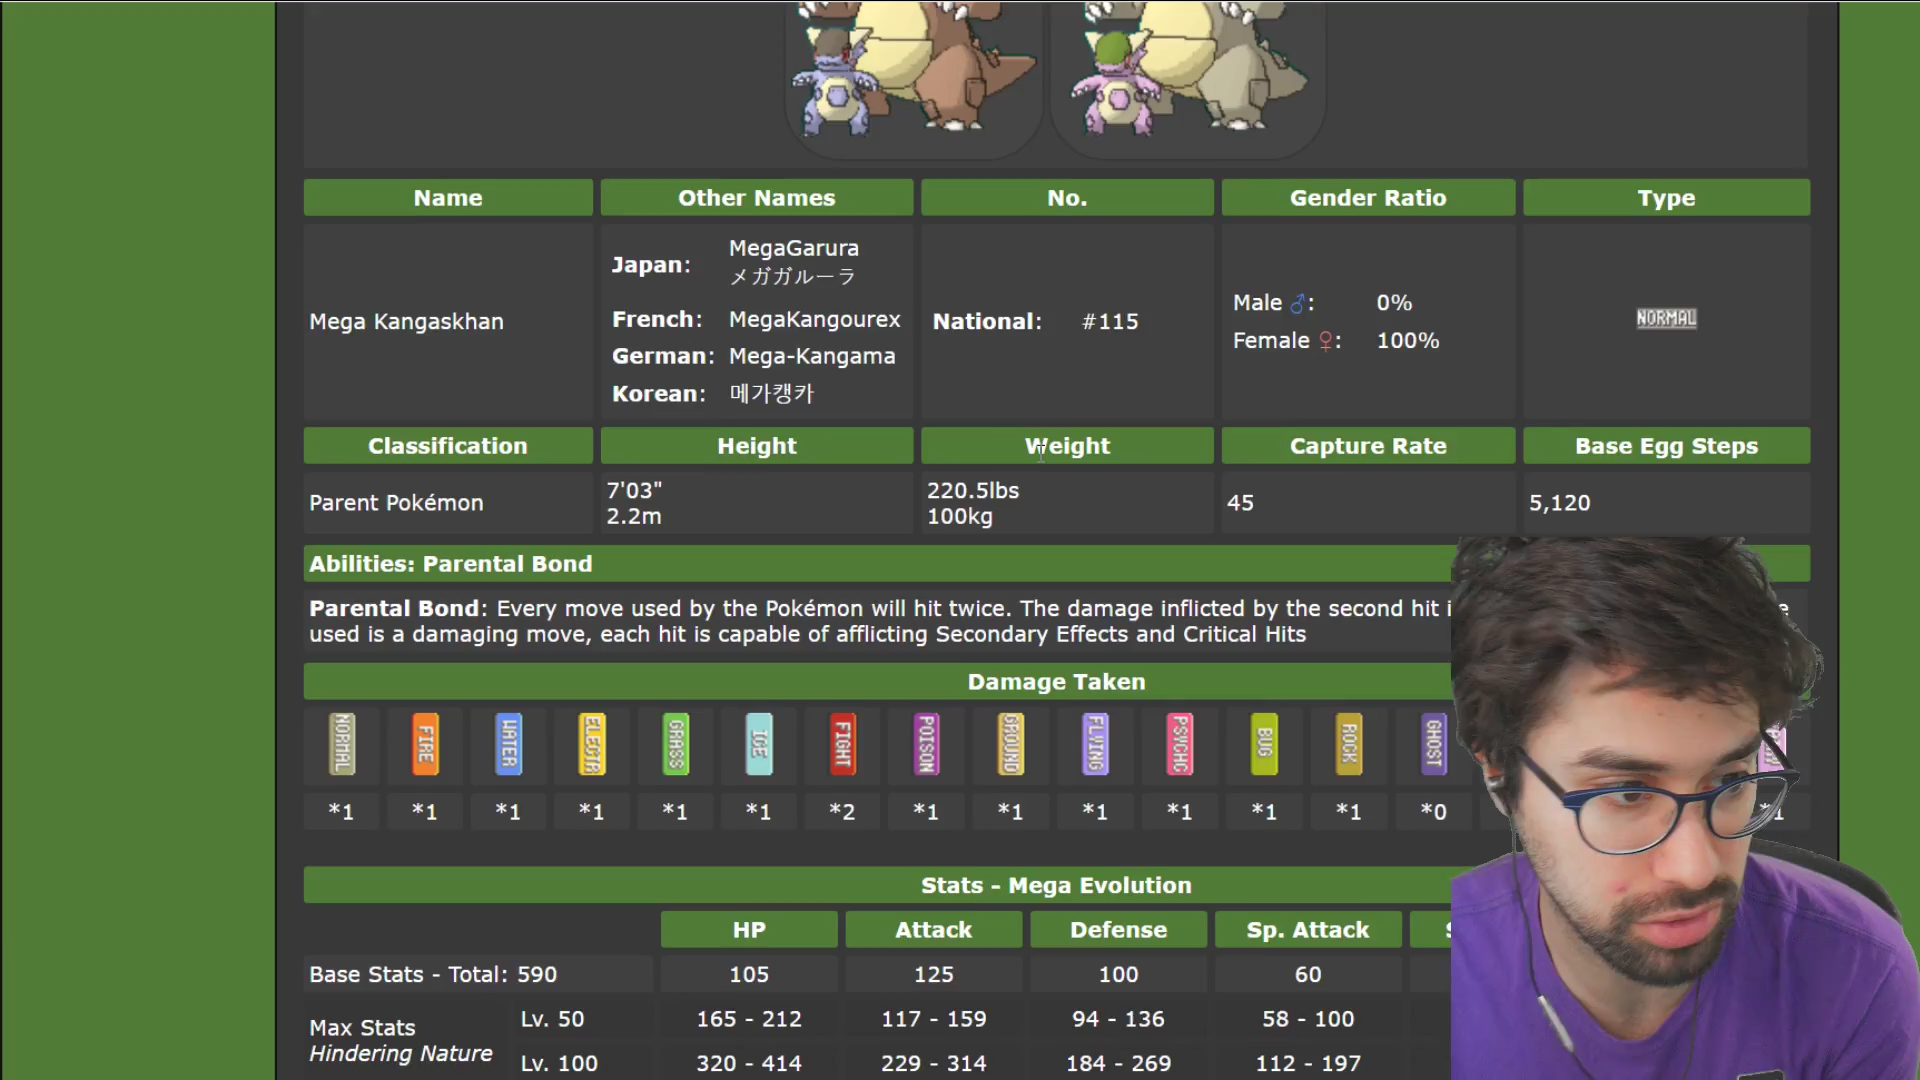 Name Other Names No. Gender Ratio Type
Mega Kangaskhan
Japan: MegaGarura
メガガルーラ
French: MegaKangourex
German: Mega-Kangama
Korean: 메가캥카
National: #115
Male ♂: 0%
Female ♀: 100%
NORMAL
Classification Height Weight Capture Rate Base Egg Steps
Parent Pokémon
7'03"
2.2m
220.5lbs
100kg
45
5,120
Abilities: Parental Bond
Parental Bond: Every move used by the Pokémon will hit twice. The damage inflicted by the second hit
used is a damaging move, each hit is capable of afflicting Secondary Effects and Critical Hits
Damage Taken
NORMAL FIRE WATER ELECTR GRASS ICE FIGHT POISON GROUND FLYING PSYCHC BUG ROCK GHOST
*1 *1 *1 *1 *1 *1 *2 *1 *1 *1 *1 *1 *1 *0
Stats - Mega Evolution
HP Attack Defense Sp. Attack
Base Stats - Total: 590 105 125 100 60
Max Stats
Hindering Nature
Lv. 50 165 - 212 117 - 159 94 - 136 58 - 100
Lv. 100 320 - 414 229 - 314 184 - 269 112 - 197